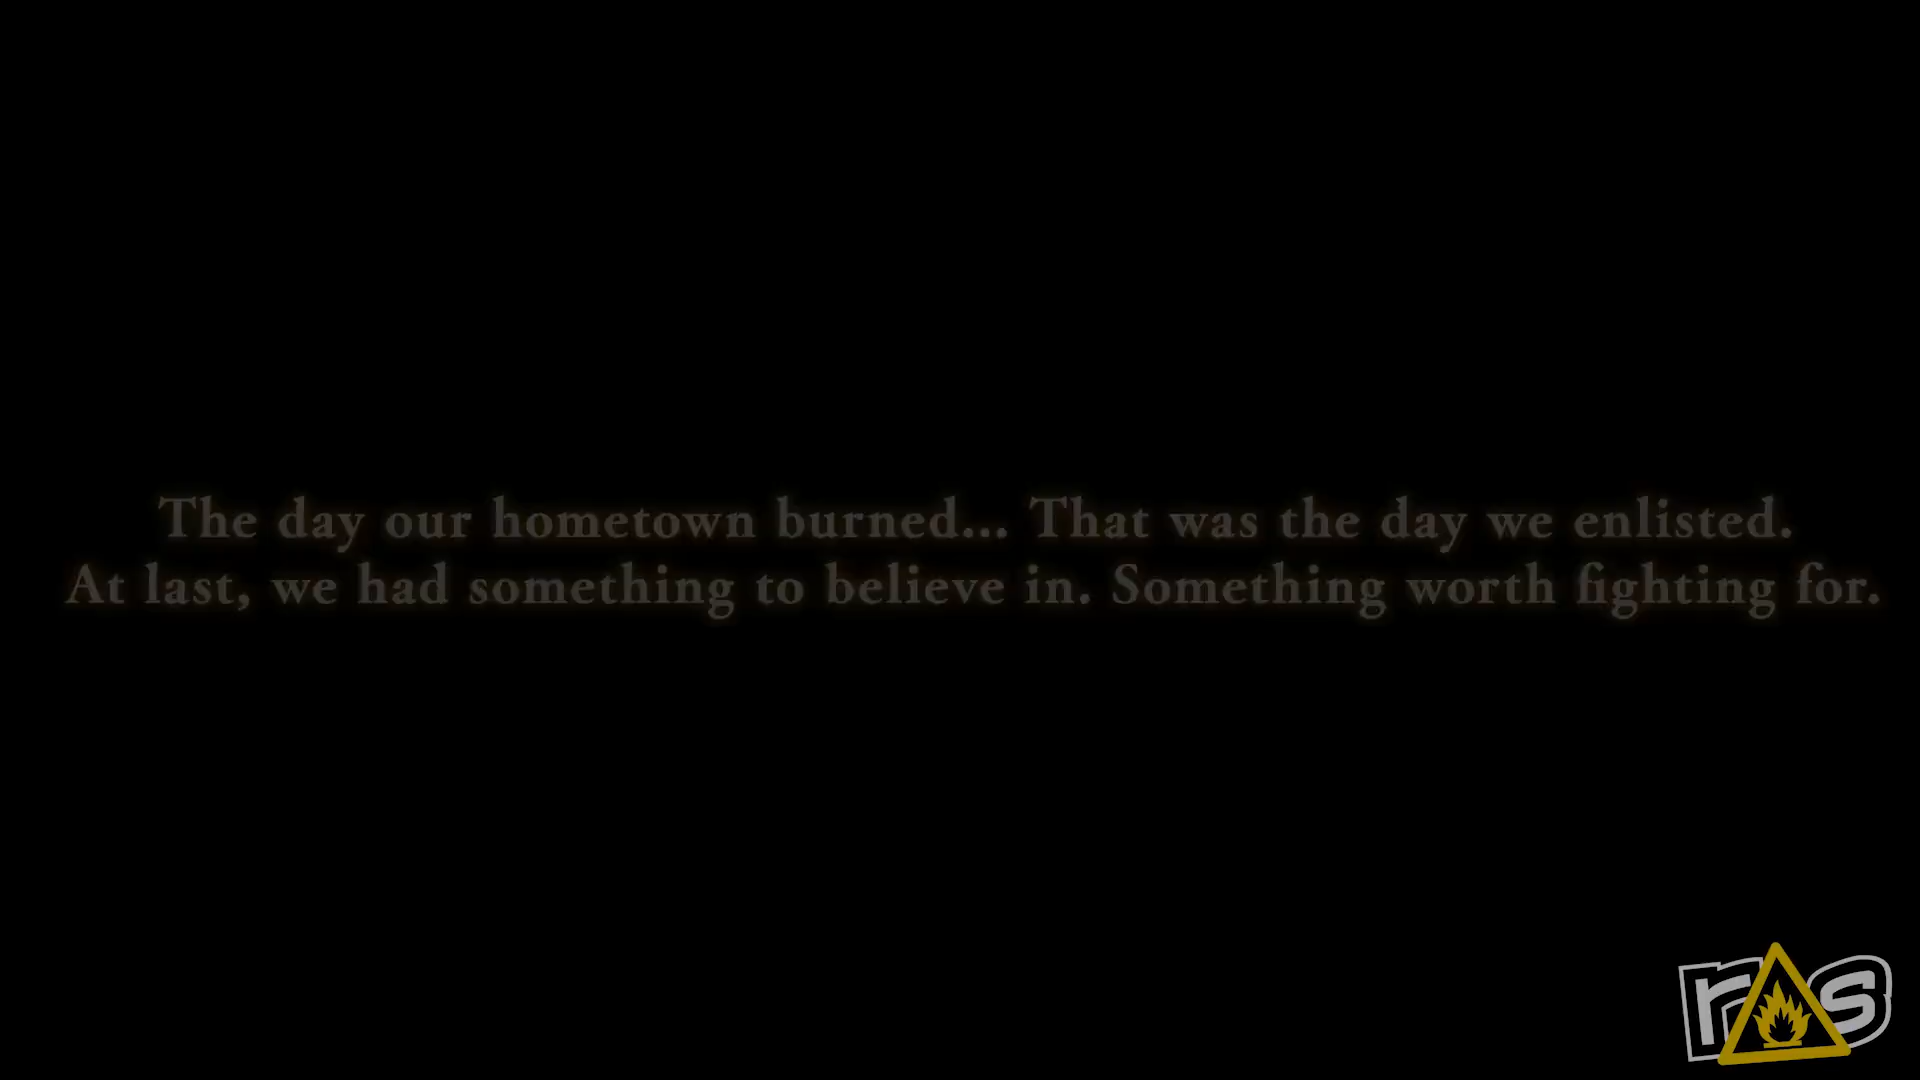 The day our hometown burned... That was the day we enlisted.
At last, we had something to believe in. Something worth fighting for.
ras